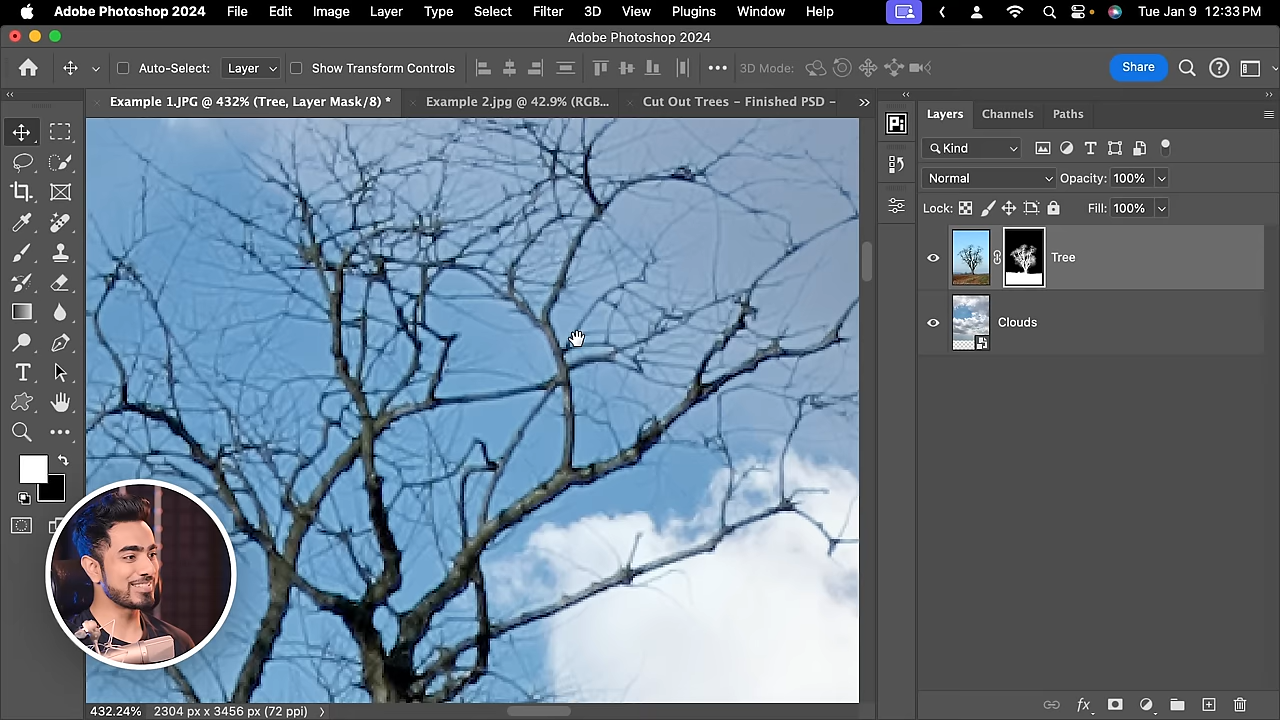 Adobe Photoshop 2024 File Edit Image Layer Type Select Filter 3D View Plugins Window Help Tue Jan 9 12:33 PM
Adobe Photoshop 2024
Auto-Select: Layer Show Transform Controls 3D Mode: Share
Example 1.JPG @ 432% (Tree, Layer Mask/8) * Example 2.jpg @ 42.9% (RGB... Cut Out Trees – Finished PSD –
Layers Channels Paths
Kind
Normal Opacity: 100%
Lock: Fill: 100%
Tree
Clouds
432.24% 2304 px x 3456 px (72 ppi)